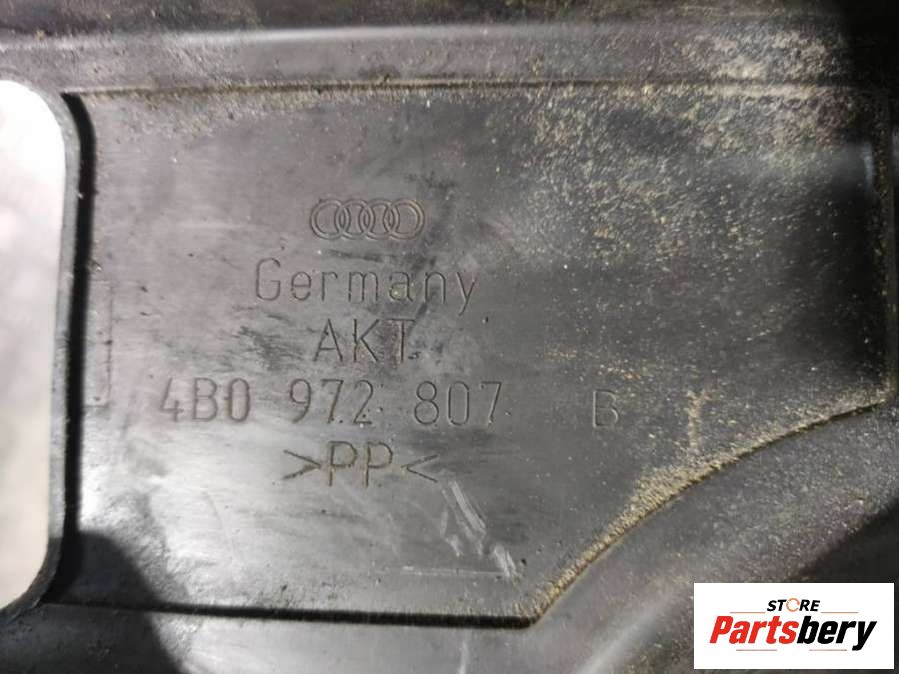 Germany
AKT
4B0 972 807 B
>PP<
STORE
Partsbery